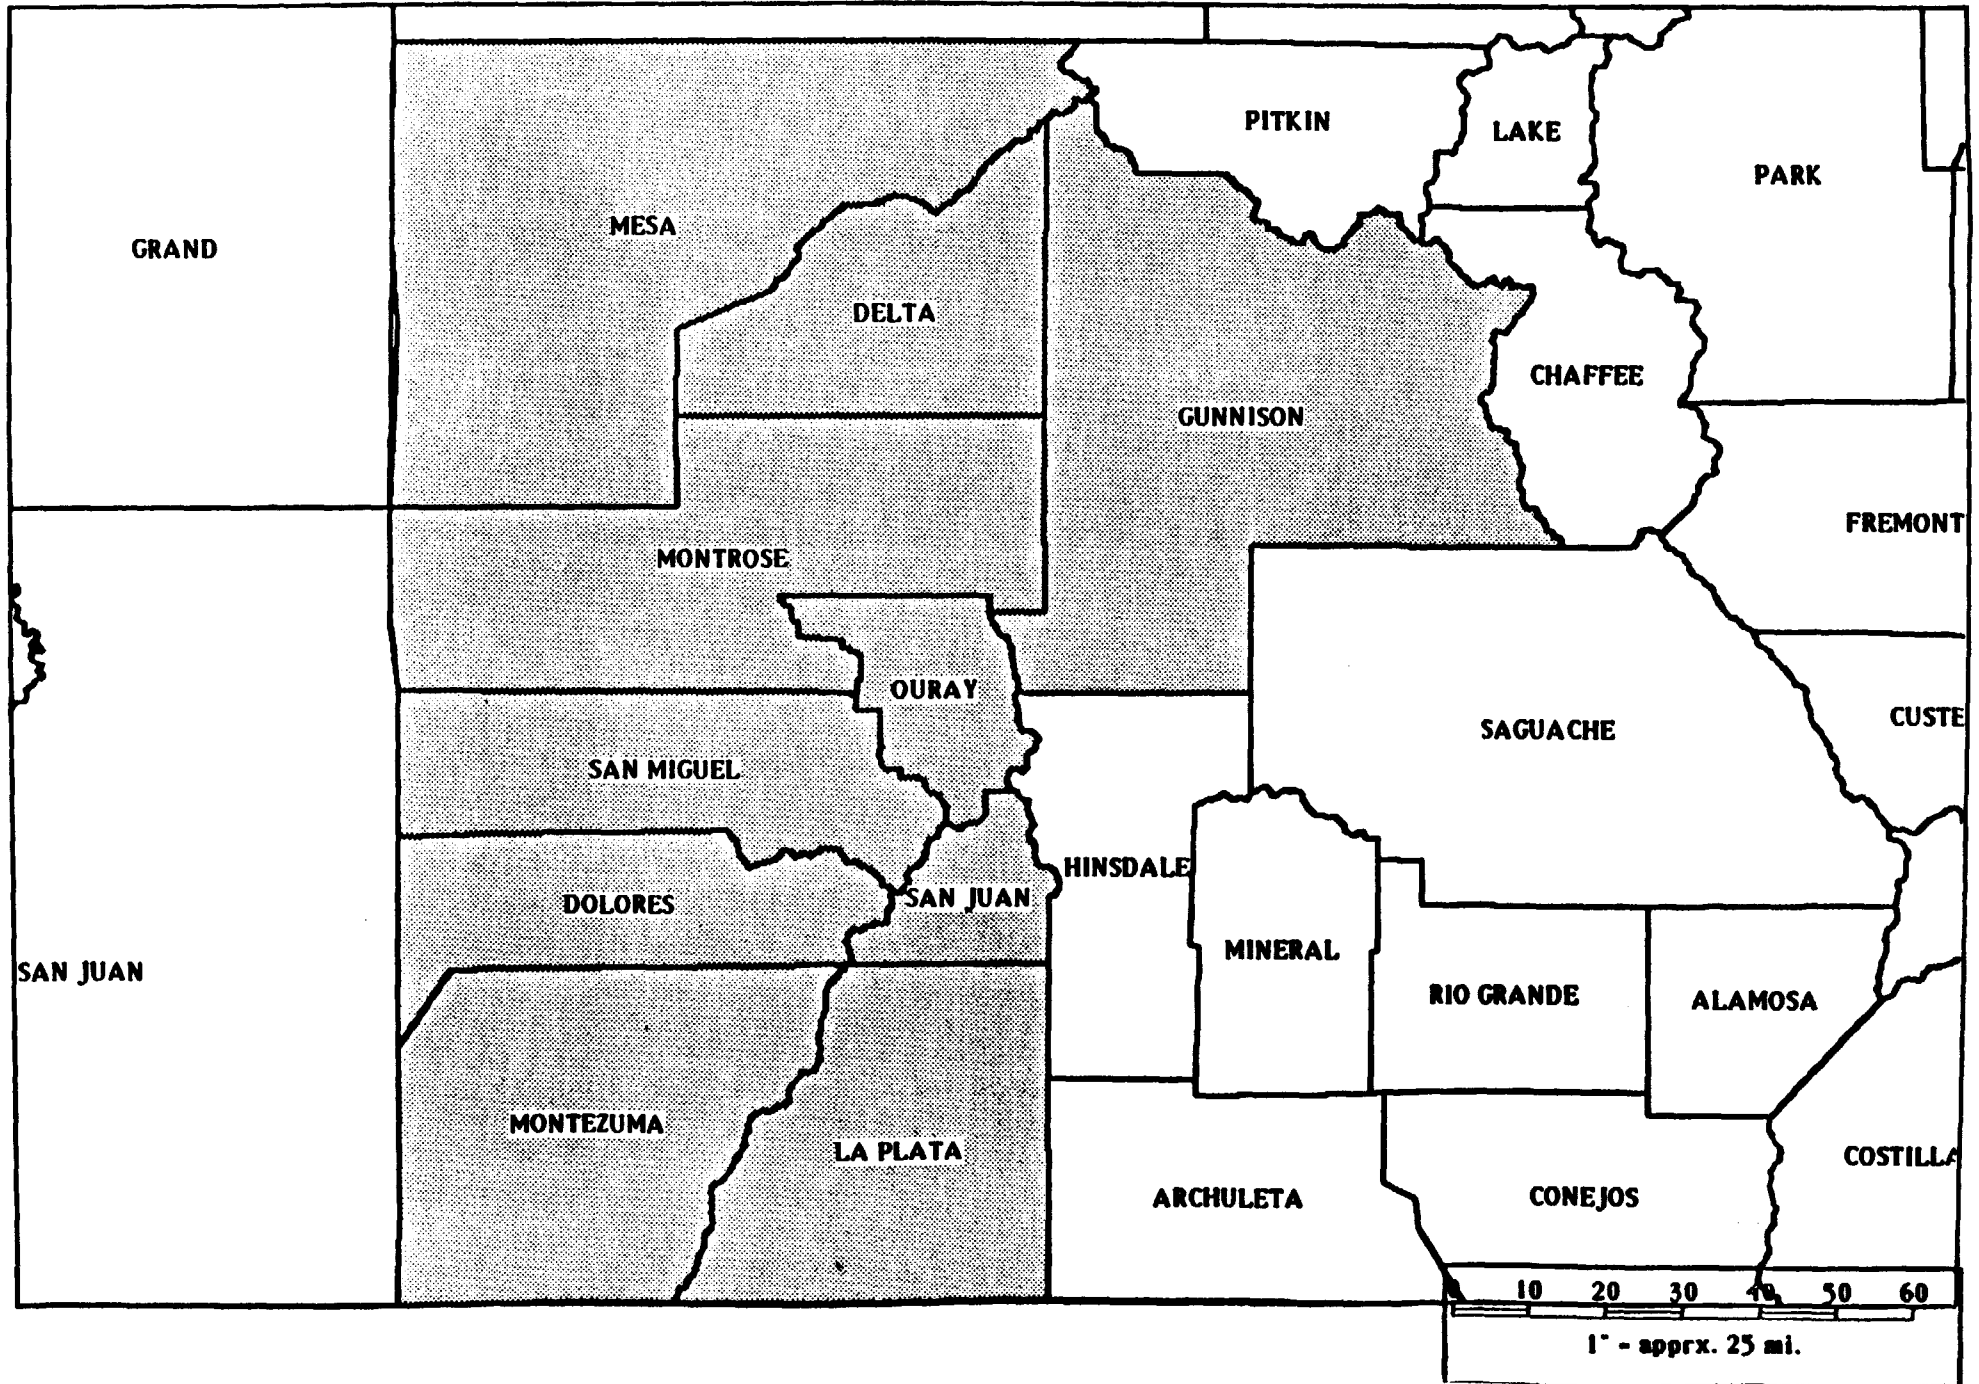 PITKIN
LAKE
PARK
MESA
GRAND
DELTA
CHAFFEE
GUNNISON
FREMONT
MONTROSE
OURAY
CUSTE
SAGUACHE
SAN MIGUEL
HINSDALE
DOLORES
SAN JUAN
MINERAL
SAN JUAN
RIO GRANDE
ALAMOSA
MONTEZUMA
LA PLATA
COSTILLA
ARCHULETA
CONEJOS
0 10 20 30 40 50 60
1" - apprx. 25 mi.